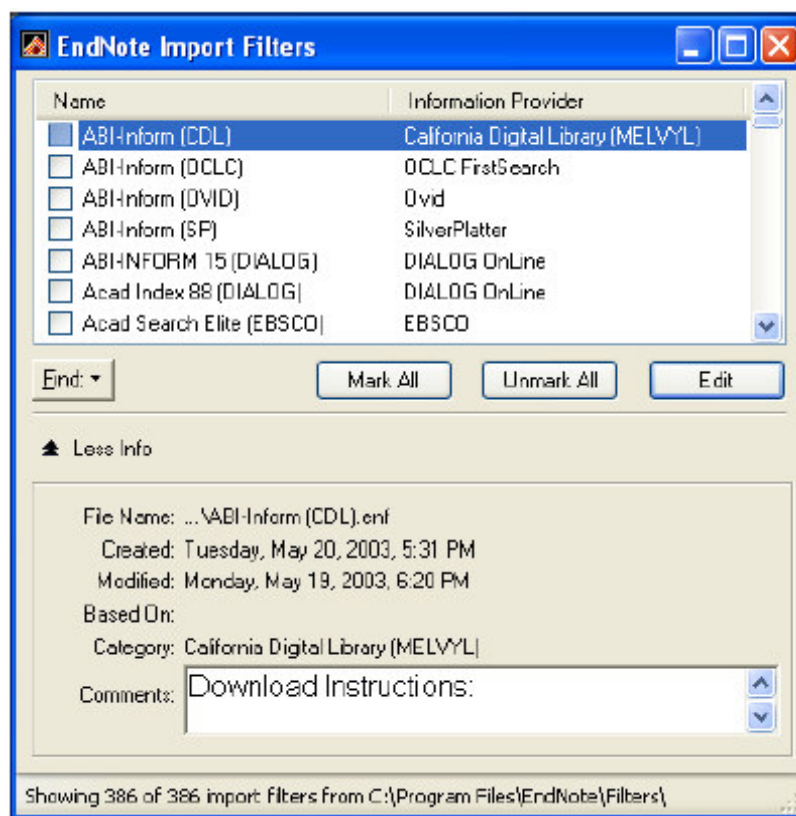 EndNote Import Filters
Name Information Provider
ABI-Inform (CDL) Calfornia Digital Library (MELVYL)
ABI-Inform (OCLC) OCLC FirstSearch
ABI-Inform (OVID) Ovid
ABI-Inform (SP) SilverPlatter
ABI-INFORM 15 (DIALOG) DIALOG OnLine
Acad Index 88 (DIALOG) DIALOG OnLine
Acad Search Elite (EBSCO) EBSCO
Find: Mark All Unmark All Edit
Less Info
File Name: ...\ABI-Inform (CDL).enf
Created: Tuesday, May 20, 2003, 5:31 PM
Modified: Monday, May 19, 2003, 6:20 PM
Based On:
Category: California Digital Library (MELVYL)
Comments: Download Instructions:
Showing 386 of 386 import filters from C:\Program Files\EndNote\Filters\